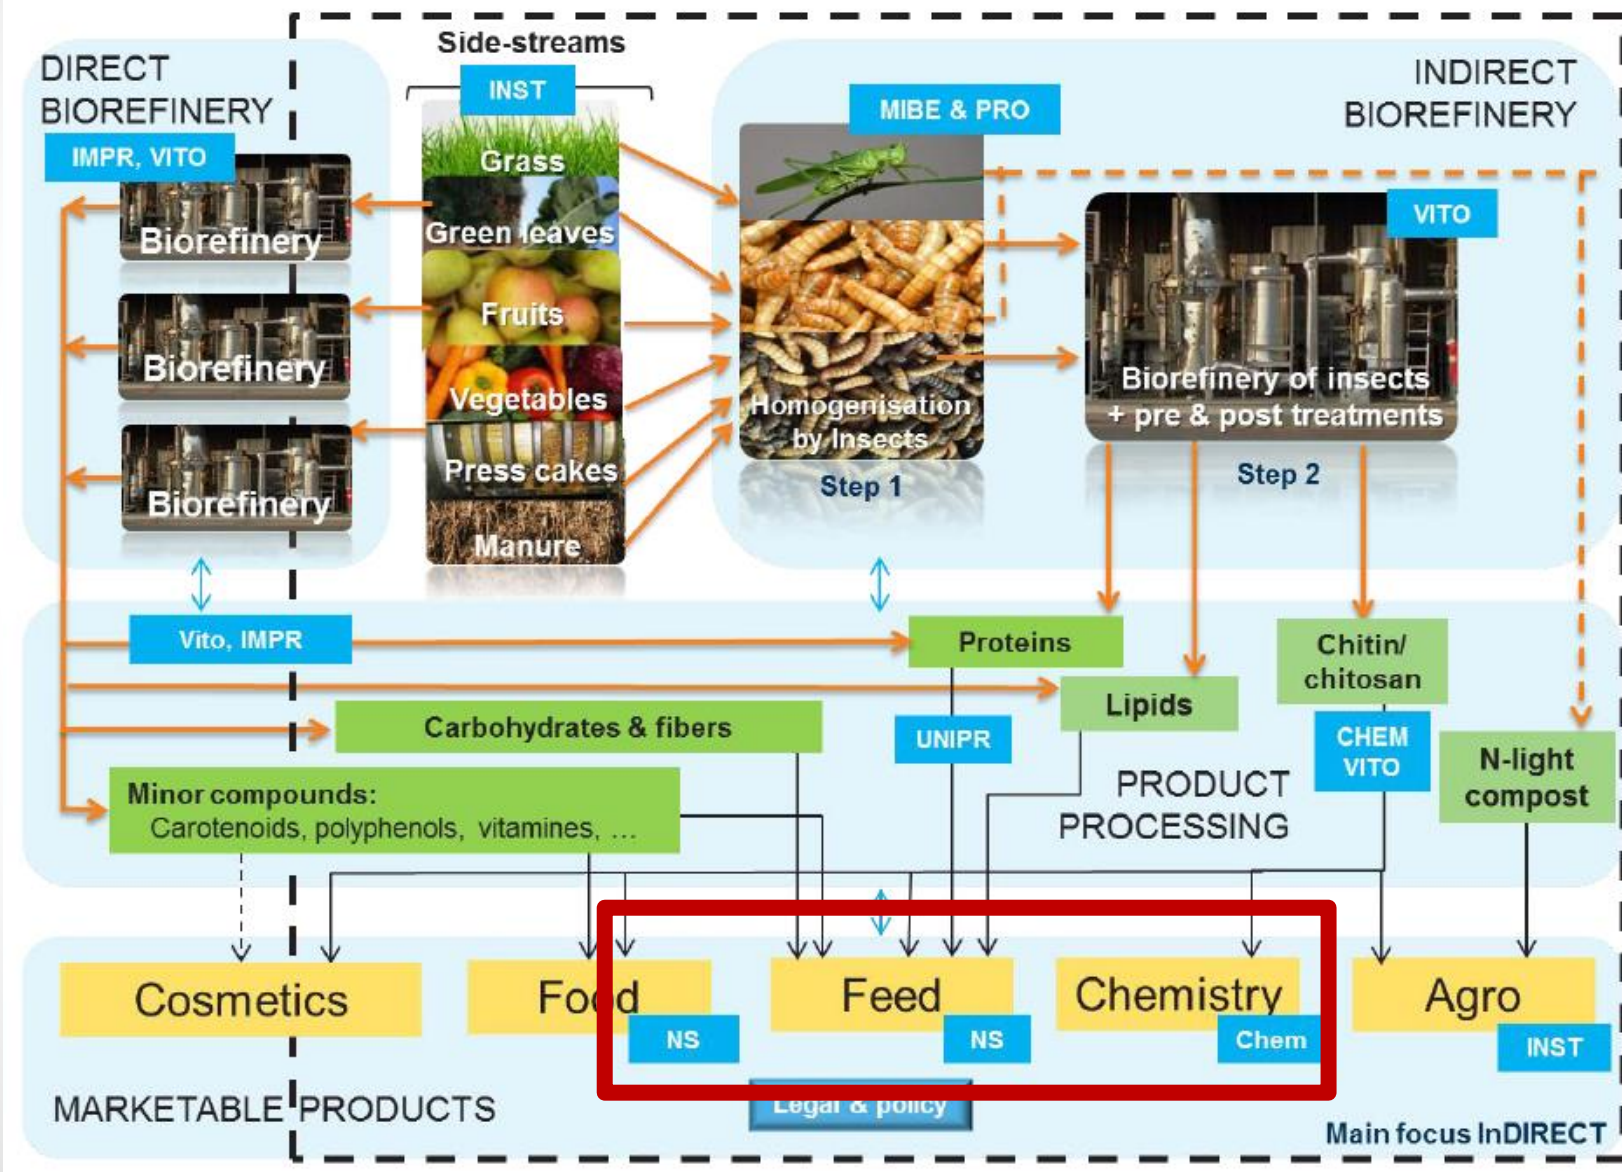 Side-streams
DIRECT
BIOREFINERY
IMPR, VITO
INST
MIBE & PRO
INDIRECT
BIOREFINERY
VITO
Biorefinery
Biorefinery
Biorefinery
Grass
Green leaves
Fruits
Vegetables
Press cakes
Manure
Homogenisation
by Insects
Step 1
Biorefinery of insects
+ pre & post treatments
Step 2
Vito, IMPR
Proteins
Lipids
Chitin/
chitosan
Carbohydrates & fibers
UNIPR
CHEM
VITO
N-light
compost
Minor compounds:
Carotenoids, polyphenols, vitamines, ...
PRODUCT
PROCESSING
Cosmetics
Food
NS
Feed
NS
Chemistry
Chem
Agro
INST
MARKETABLE PRODUCTS
Legal & policy
Main focus InDIRECT